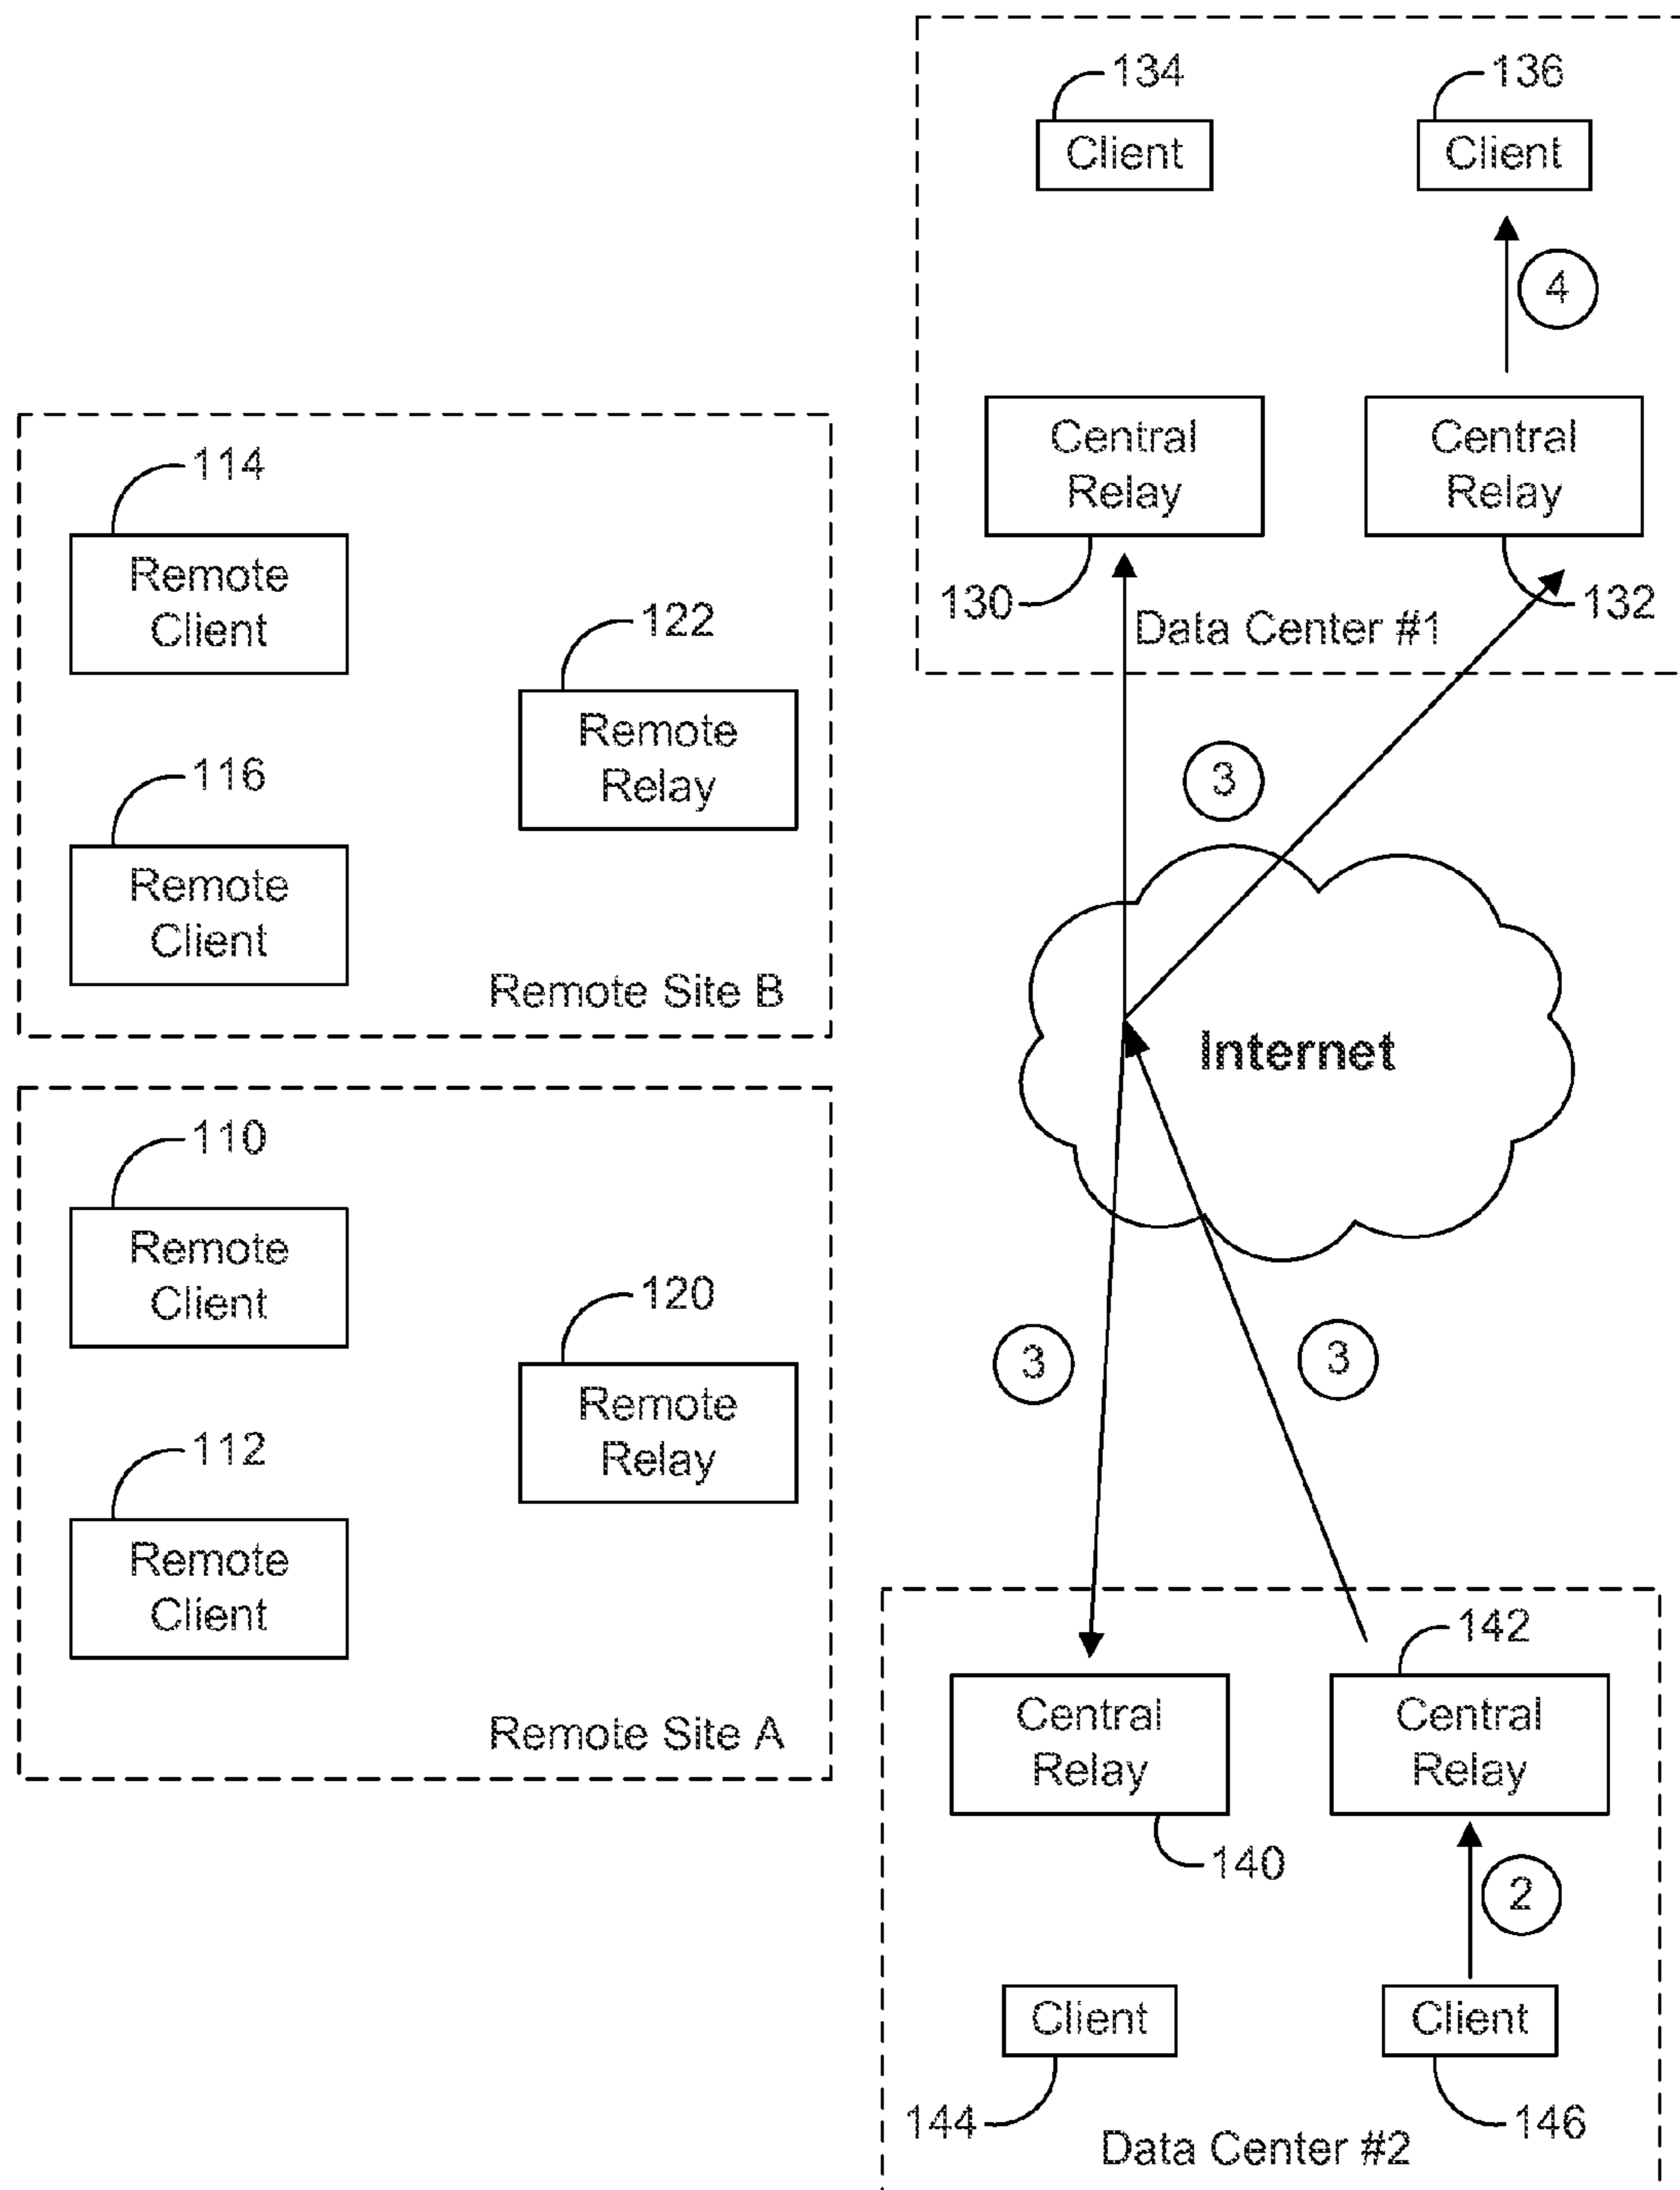 134
136
Client
Client
4
Central
Relay
Central
Relay
130
132
Data Center #1
114
Remote
Client
122
Remote
Relay
116
Remote
Client
Remote Site B
3
Internet
110
Remote
Client
120
Remote
Relay
112
Remote
Client
Remote Site A
3
3
142
Central
Relay
Central
Relay
140
2
Client
Client
144
146
Data Center #2